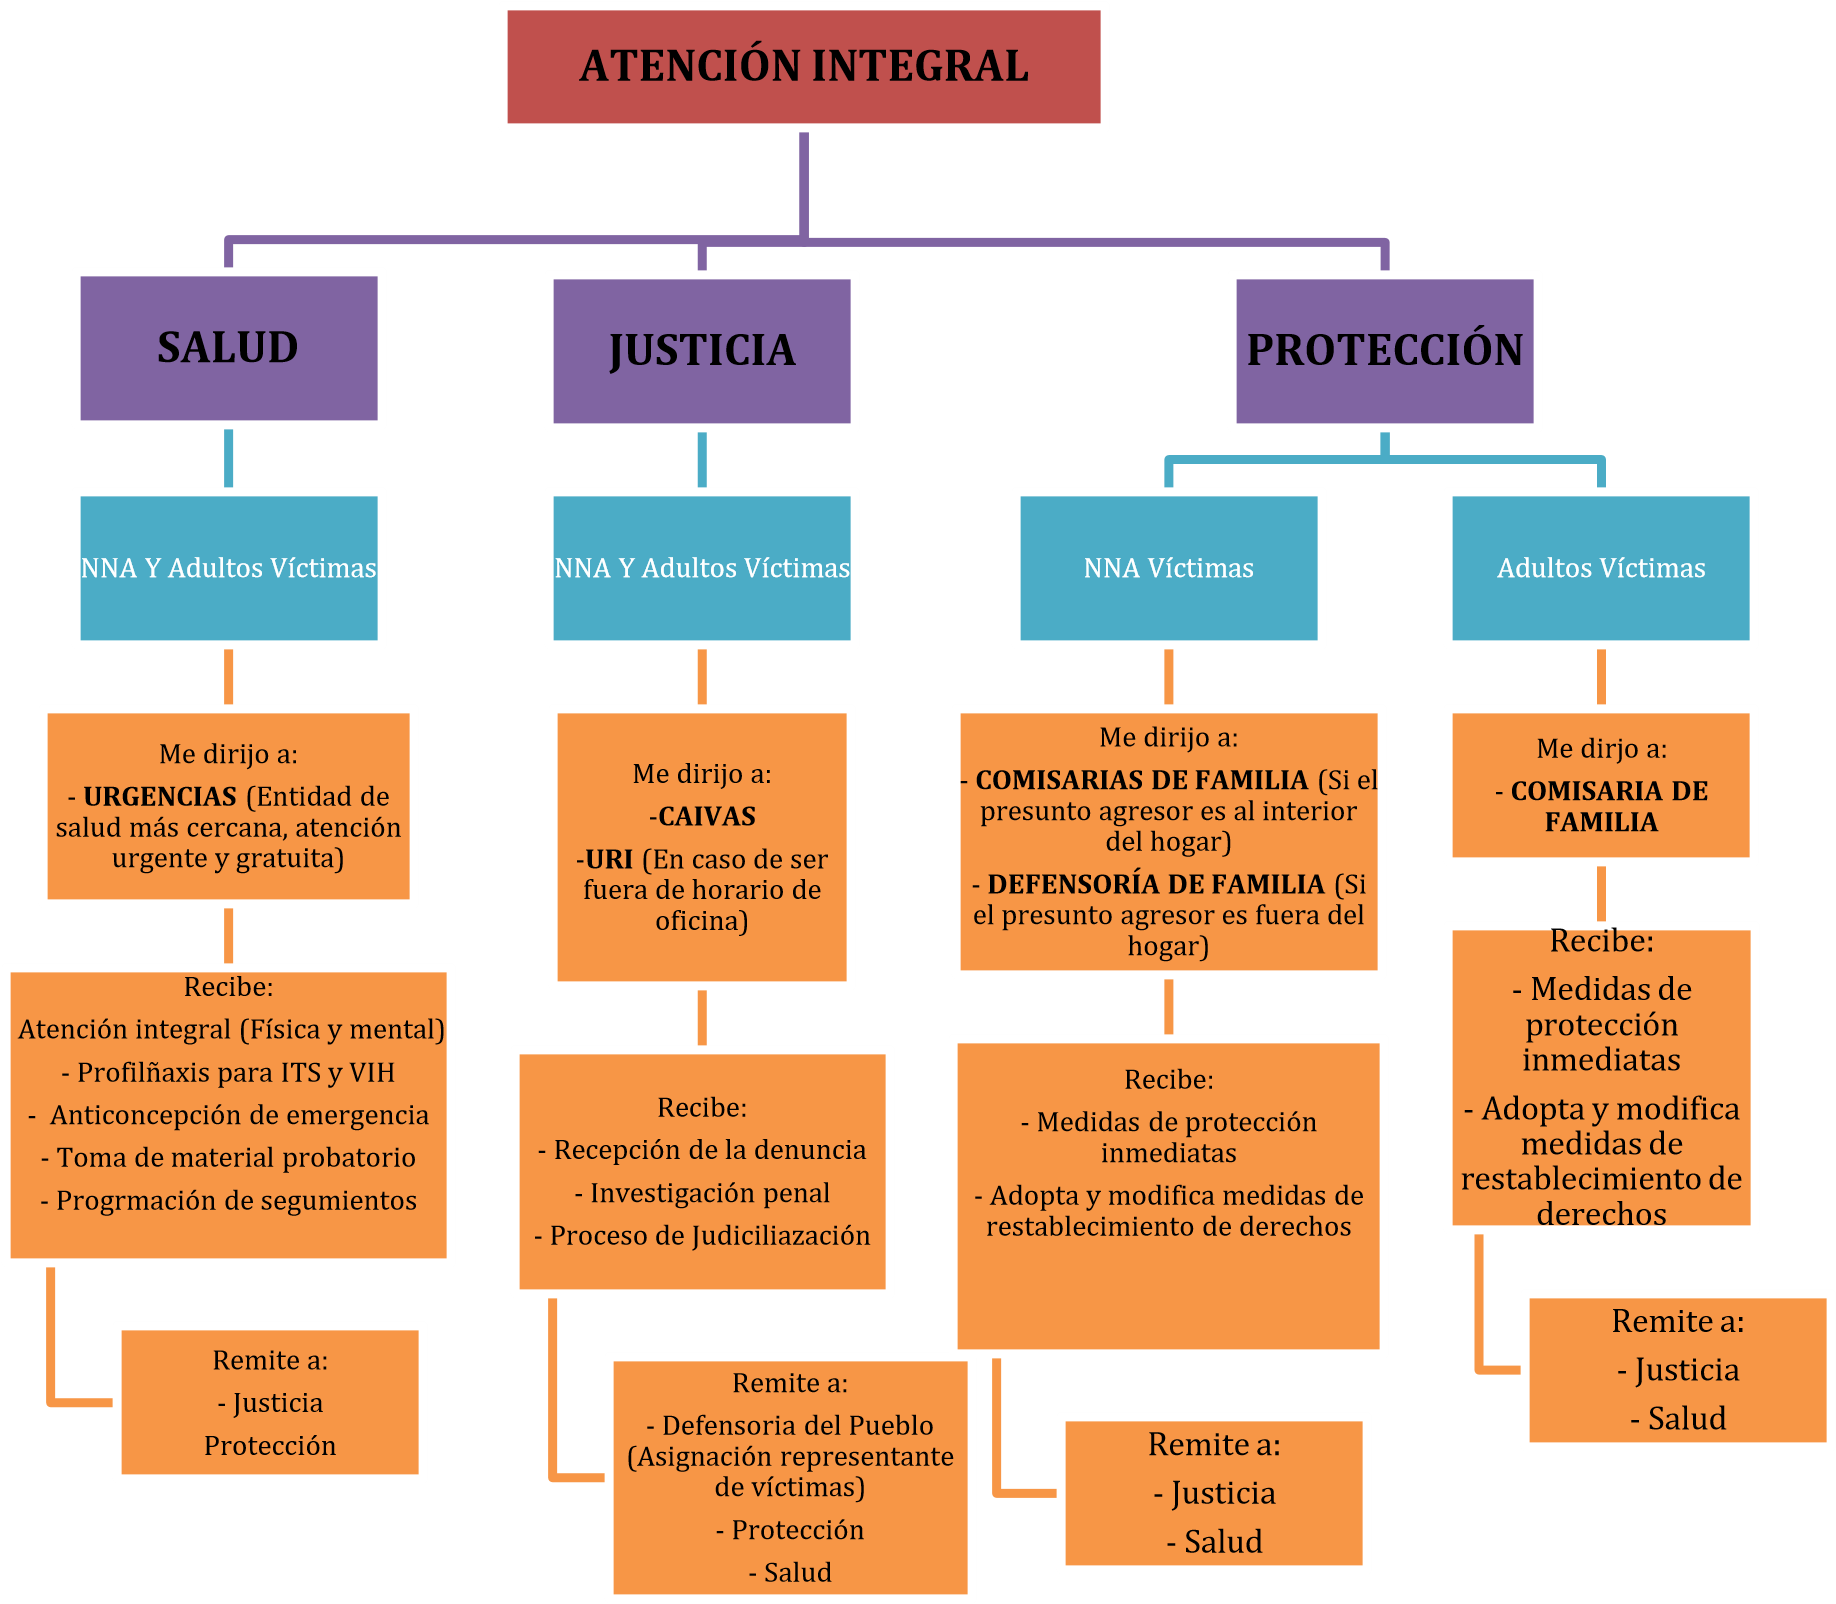 ATENCIÓN INTEGRAL
SALUD
NNA Y Adultos Víctimas
Me dirijo a:
- URGENCIAS (Entidad de
salud más cercana, atención
urgente y gratuita)
Recibe:
Atención integral (Física y mental)
- Profilñaxis para ITS y VIH
- Anticoncepción de emergencia
- Toma de material probatorio
- Progrmación de segumientos
Remite a:
- Justicia
Protección
JUSTICIA
NNA Y Adultos Víctimas
Me dirijo a:
-CAIVAS
-URI (En caso de ser
fuera de horario de
oficina)
Recibe:
- Recepción de la denuncia
- Investigación penal
- Proceso de Judiciliazación
Remite a:
- Defensoria del Pueblo
(Asignación representante
de víctimas)
- Protección
- Salud
PROTECCIÓN
NNA Víctimas
Me dirijo a:
- COMISARIAS DE FAMILIA (Si el
presunto agresor es al interior
del hogar)
- DEFENSORÍA DE FAMILIA (Si
el presunto agresor es fuera del
hogar)
Recibe:
- Medidas de protección
inmediatas
- Adopta y modifica medidas de
restablecimiento de derechos
Remite a:
- Justicia
- Salud
Adultos Víctimas
Me dirjo a:
- COMISARIA DE
FAMILIA
Recibe:
- Medidas de
protección
inmediatas
- Adopta y modifica
medidas de
restablecimiento de
derechos
Remite a:
- Justicia
- Salud